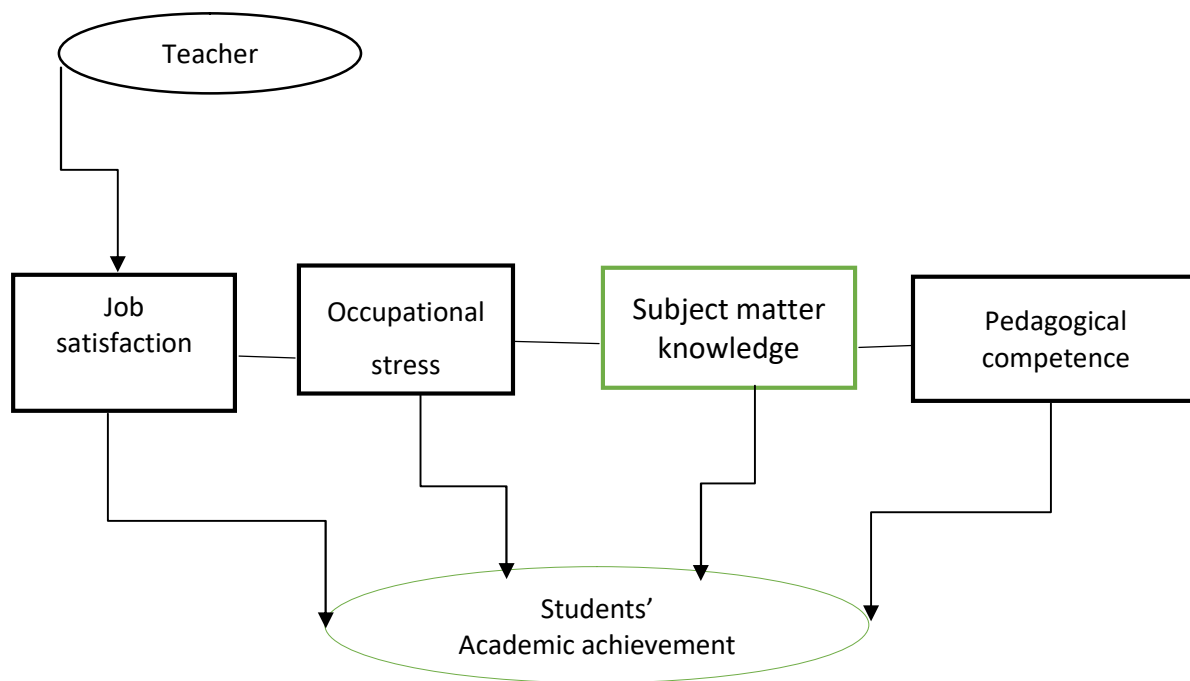 Teacher
Job
satisfaction
Occupational
stress
Subject matter
knowledge
Pedagogical
competence
Students’
Academic achievement